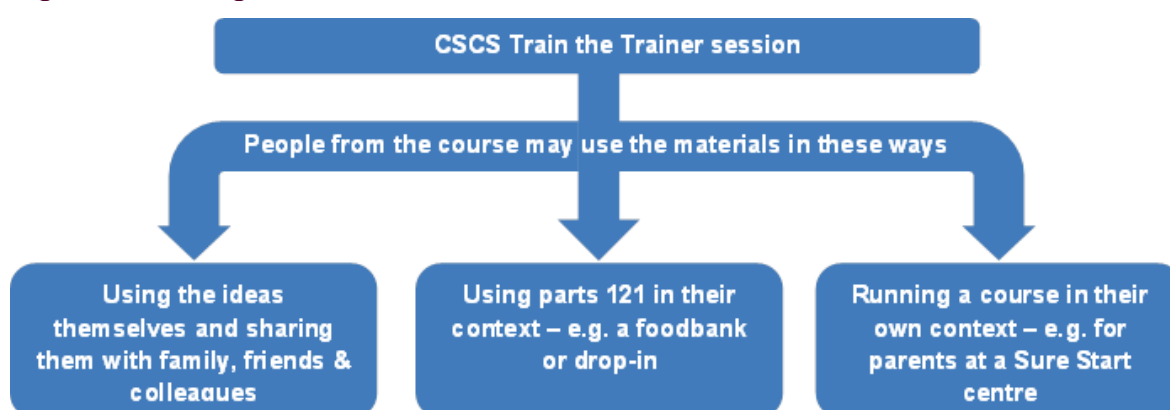 CSCS Train the Trainer session
People from the course may use the materials in these ways
Using the ideas
themselves and sharing
them with family, friends &
colleagues
Using parts 121 in their
context – e.g. a foodbank
or drop-in
Running a course in their
own context – e.g. for
parents at a Sure Start
centre